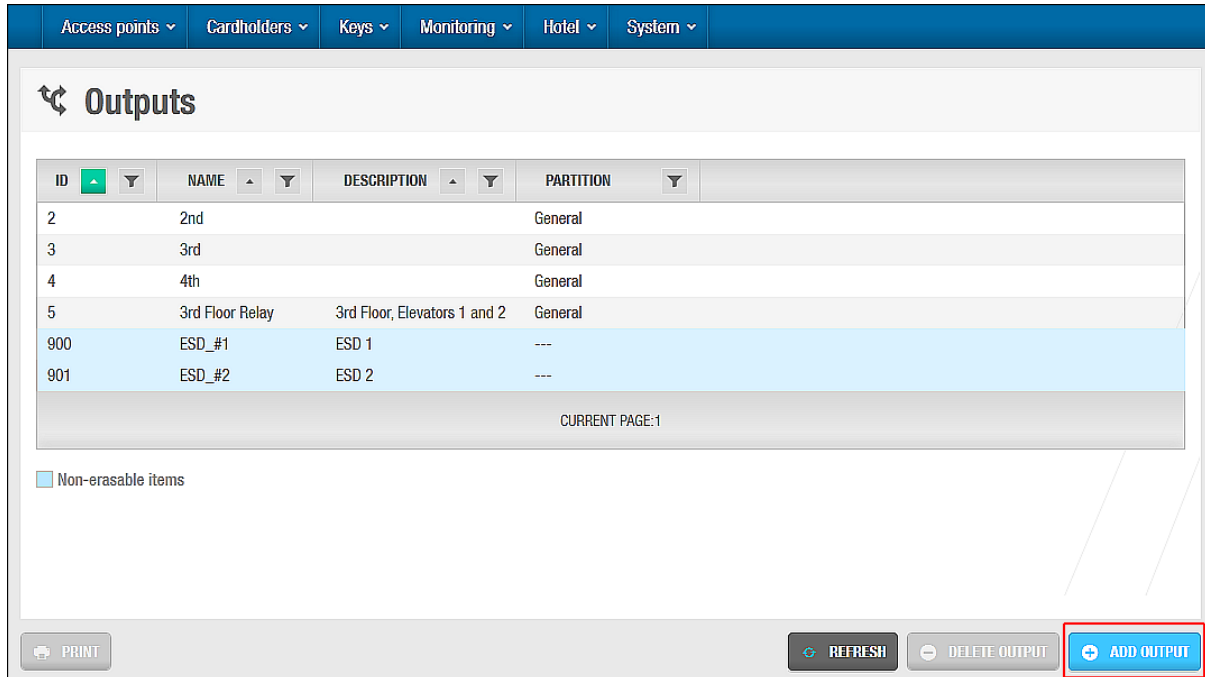 Access points Cardholders Keys Monitoring Hotel System
Outputs
ID NAME DESCRIPTION PARTITION
2 2nd General
3 3rd General
4 4th General
5 3rd Floor Relay 3rd Floor, Elevators 1 and 2 General
900 ESD_#1 ESD 1 ---
901 ESD_#2 ESD 2 ---
CURRENT PAGE:1
Non-erasable items
PRINT REFRESH DELETE OUTPUT ADD OUTPUT